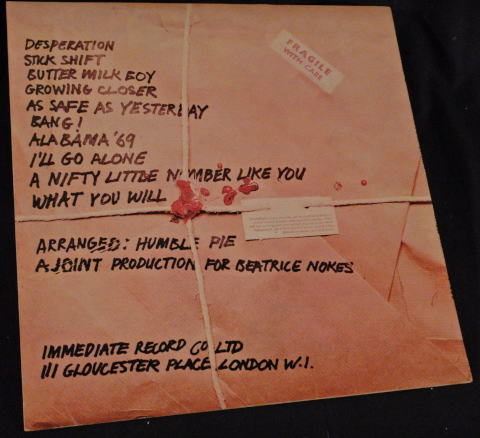 FRAGILE
WITH CARE
DESPERATION
STICK SHIFT
BUTTER MILK BOY
GROWING CLOSER
AS SAFE AS YESTERDAY
BANG!
ALABAMA '69
I'LL GO ALONE
A NIFTY LITTLE NUMBER LIKE YOU
WHAT YOU WILL
ARRANGED: HUMBLE PIE
A JOINT PRODUCTION FOR BEATRICE NOKES
IMMEDIATE RECORD CO LTD
111 GLOUCESTER PLACE LONDON W.1.